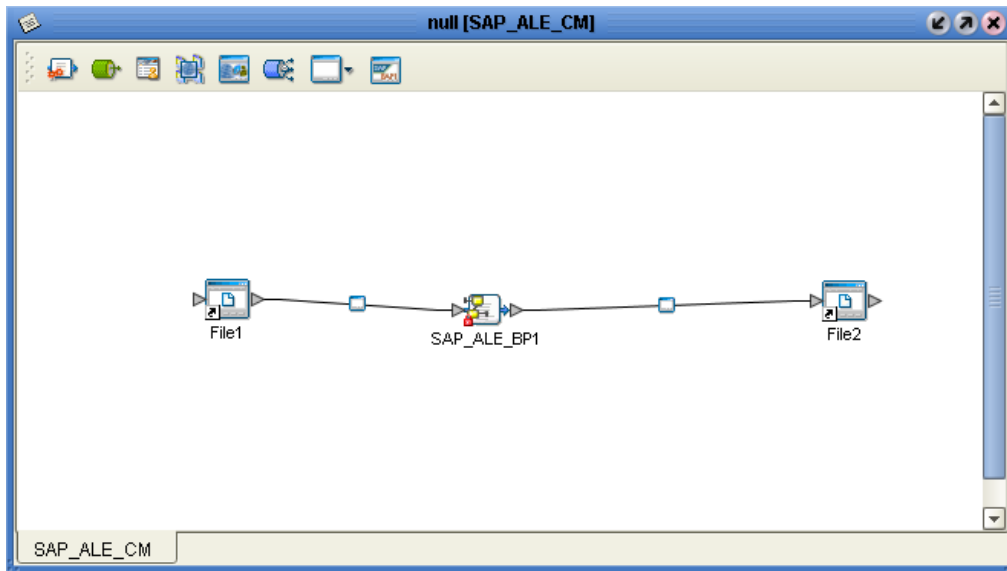 null [SAP_ALE_CM]
File1
SAP_ALE_BP1
File2
SAP_ALE_CM